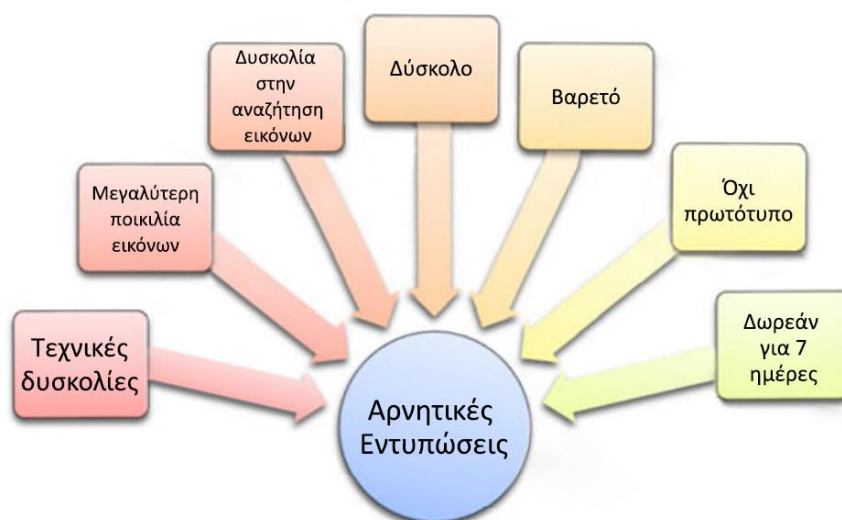 Τεχνικές
δυσκολίες
Μεγαλύτερη
ποικιλία
εικόνων
Δυσκολία
στην
αναζήτηση
εικόνων
Δύσκολο
Βαρετό
Όχι
πρωτότυπο
Δωρεάν
για 7
ημέρες
Αρνητικές
Εντυπώσεις